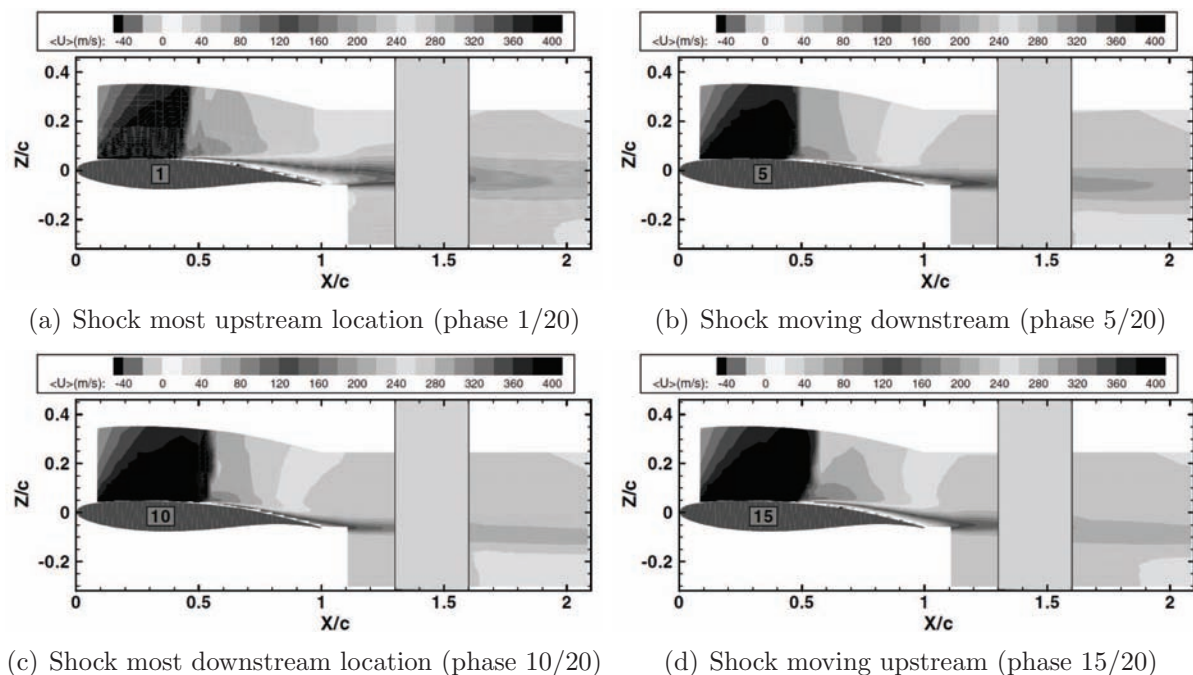 <U>(m/s): -40 0 40 80 120 160 200 240 280 320 360 400
Z/c
0.4
0.2
0
-0.2
1
0 0.5 1 1.5 2
X/c
(a) Shock most upstream location (phase 1/20)
<U>(m/s): -40 0 40 80 120 160 200 240 280 320 360 400
Z/c
0.4
0.2
0
-0.2
5
0 0.5 1 1.5 2
X/c
(b) Shock moving downstream (phase 5/20)
<U>(m/s): -40 0 40 80 120 160 200 240 280 320 360 400
Z/c
0.4
0.2
0
-0.2
10
0 0.5 1 1.5 2
X/c
(c) Shock most downstream location (phase 10/20)
<U>(m/s): -40 0 40 80 120 160 200 240 280 320 360 400
Z/c
0.4
0.2
0
-0.2
15
0 0.5 1 1.5 2
X/c
(d) Shock moving upstream (phase 15/20)